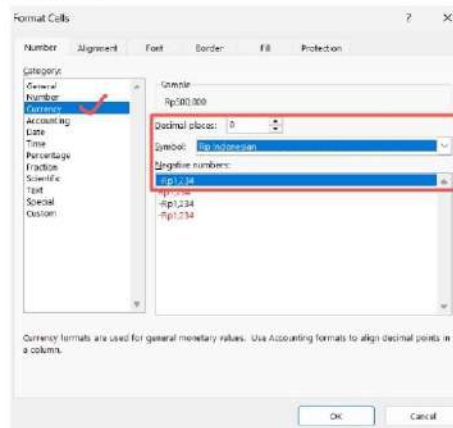 Format Cells
? ×
Number Alignment Font Border Fill Protection
Category:
General
Number
Currency
Accounting
Date
Time
Percentage
Fraction
Scientific
Text
Special
Custom
Sample
Rp500,000
Decimal places: 0
Symbol: Rp Indonesian
Negative numbers:
-Rp1,234
-Rp1,234
-Rp1,234
-Rp1,234
Currency formats are used for general monetary values. Use Accounting formats to align decimal points in
a column.
OK Cancel